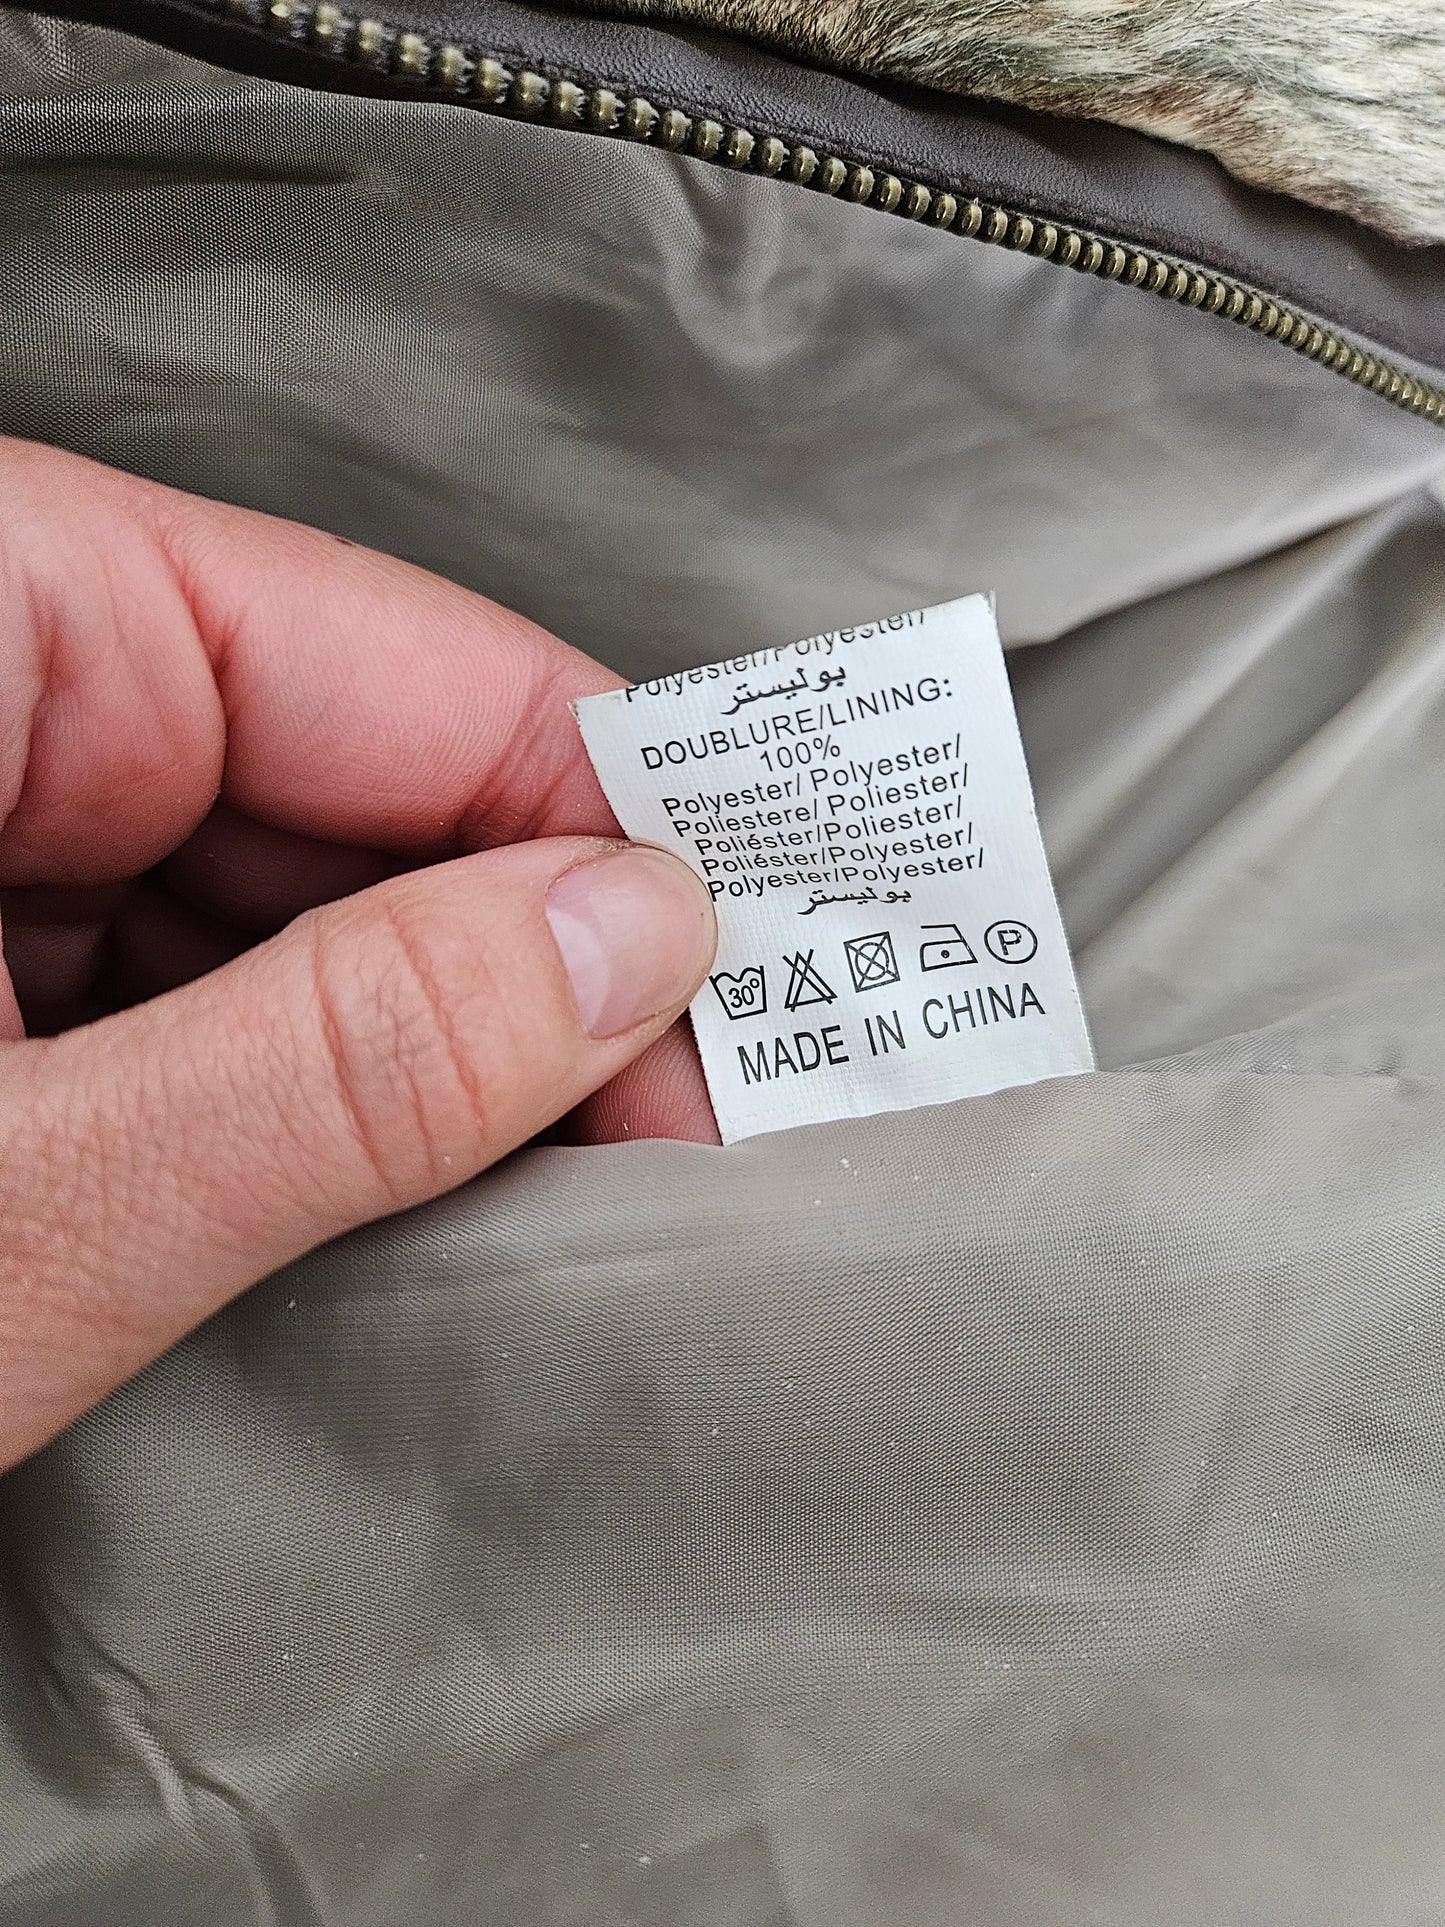 Polyester/Polyester/
بوليستر
DOUBLURE/LINING:
100%
Polyester/ Polyester/
Poliestere/ Poliester/
Poliéster/Poliester/
Poliéster/Polyester/
Polyester/Polyester/
بوليستر
30° P
MADE IN CHINA